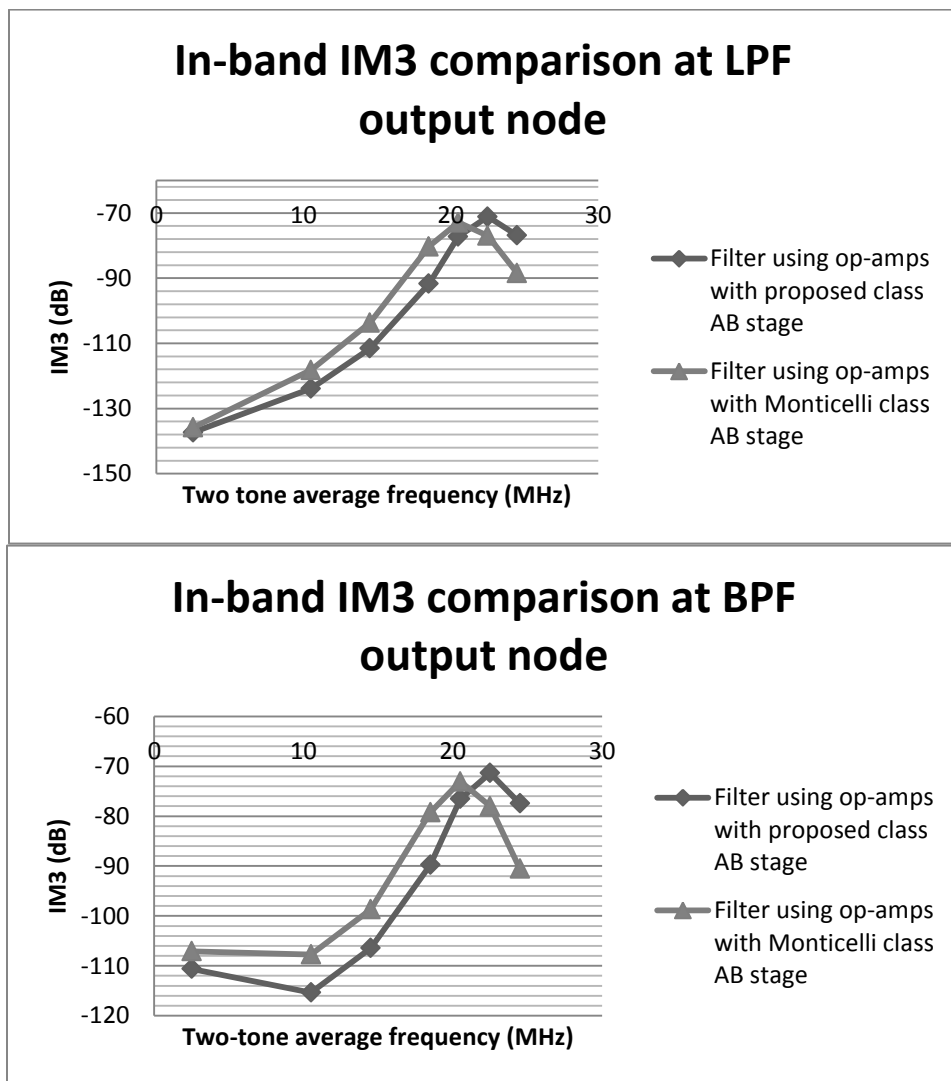 In-band IM3 comparison at LPF
output node
-70
0
10
20
30
-90
-110
-130
-150
IM3 (dB)
Two tone average frequency (MHz)
Filter using op-amps
with proposed class
AB stage
Filter using op-amps
with Monticelli class
AB stage
In-band IM3 comparison at BPF
output node
-60
0
10
20
30
-70
-80
-90
-100
-110
-120
IM3 (dB)
Two-tone average frequency (MHz)
Filter using op-amps
with proposed class
AB stage
Filter using op-amps
with Monticelli class
AB stage